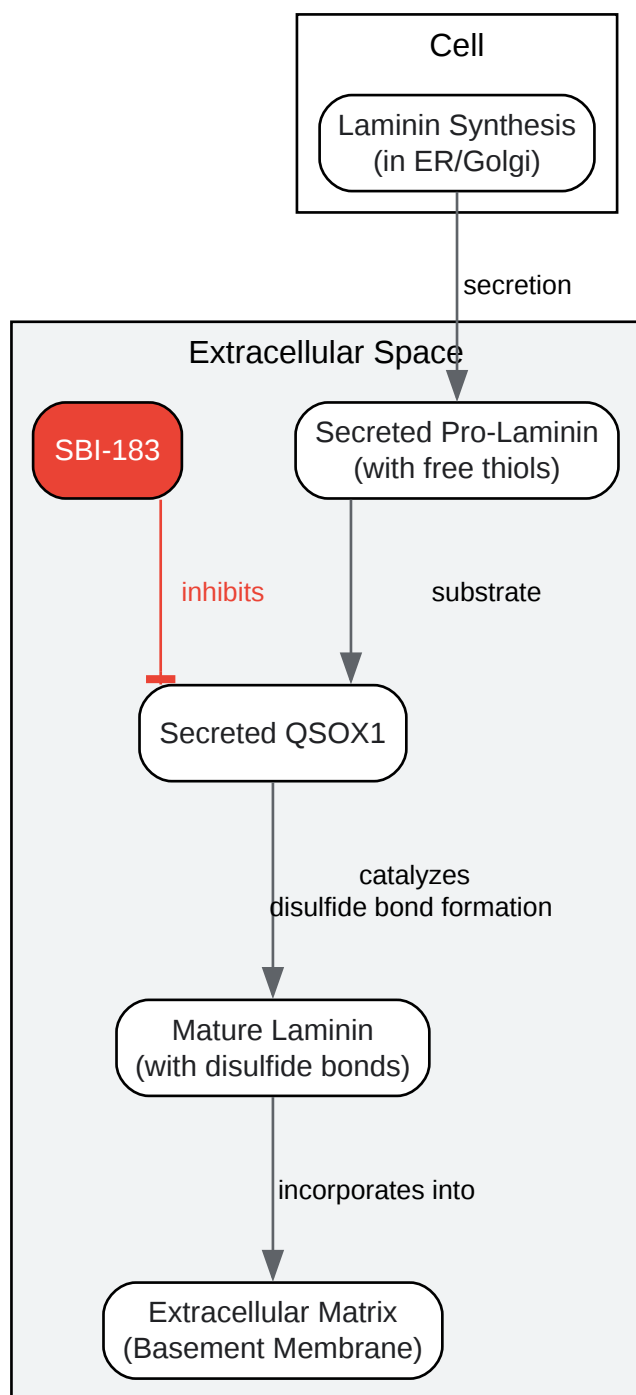 Cell
Laminin Synthesis
(in ER/Golgi)
secretion
Extracellular Space
SBI-183
Secreted Pro-Laminin
(with free thiols)
inhibits
substrate
Secreted QSOX1
catalyzes
disulfide bond formation
Mature Laminin
(with disulfide bonds)
incorporates into
Extracellular Matrix
(Basement Membrane)